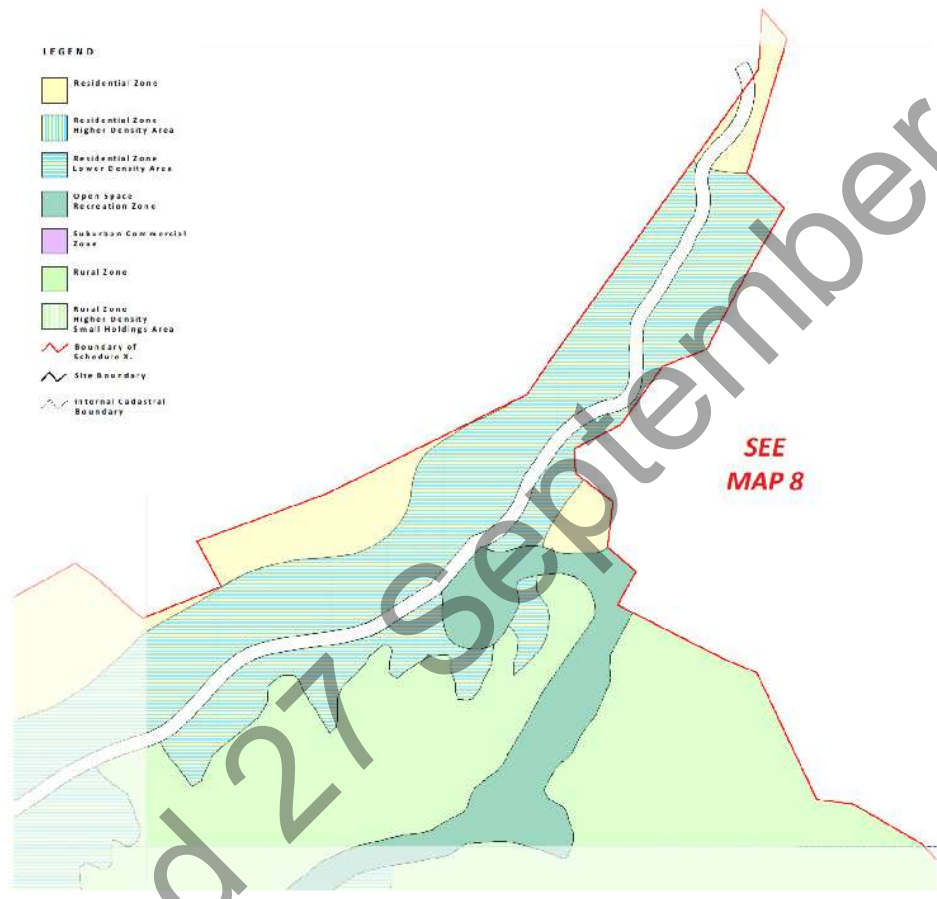 LEGEND
Residential Zone
Residential Zone
Higher Density Area
Residential Zone
Lower Density Area
Open Space
Recreation Zone
Suburban Commercial
Zone
Rural Zone
Rural Zone
Higher Density
Small Holdings Area
Boundary of
Schedule X.
Site Boundary
Internal Cadastral
Boundary
SEE
MAP 8
d 27 September